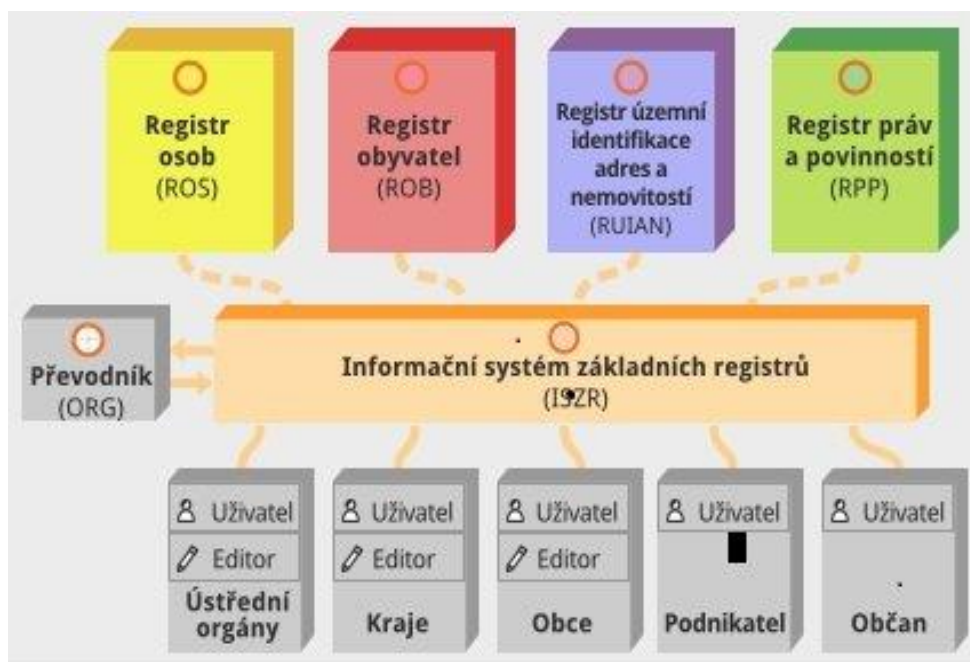 Registr
osob
(ROS)
Registr
obyvatel
(ROB)
Registr územní
identifikace
adres a
nemovitostí
(RUIAN)
Registr práv
a povinností
(RPP)
Převodník
(ORG)
Informační systém základních registrů
(ISZR)
Uživatel
Editor
Ústřední
orgány
Uživatel
Editor
Kraje
Uživatel
Editor
Obce
Uživatel
Podnikatel
Uživatel
Občan